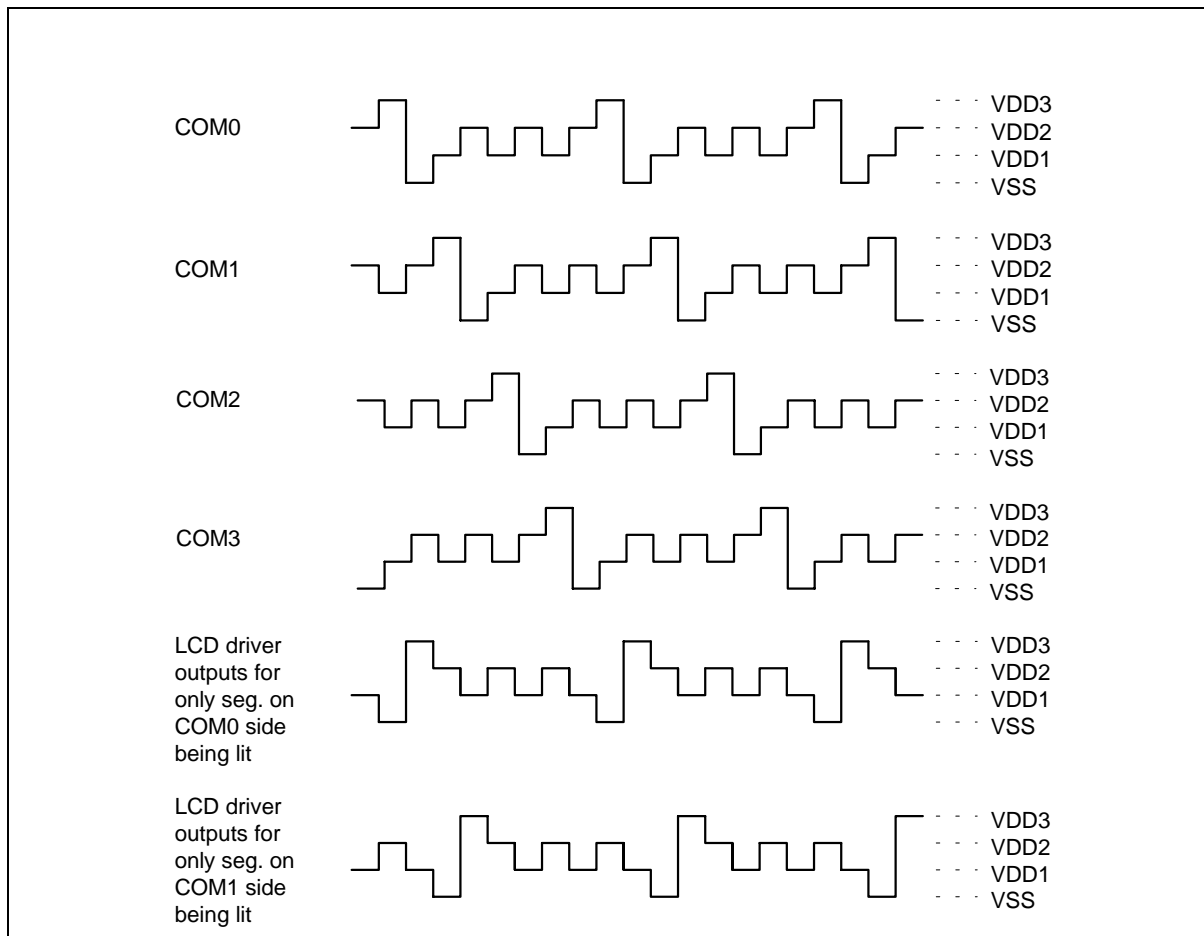 COM0
VDD3
VDD2
VDD1
VSS
COM1
VDD3
VDD2
VDD1
VSS
COM2
VDD3
VDD2
VDD1
VSS
COM3
VDD3
VDD2
VDD1
VSS
LCD driver
outputs for
only seg. on
COM0 side
being lit
VDD3
VDD2
VDD1
VSS
LCD driver
outputs for
only seg. on
COM1 side
being lit
VDD3
VDD2
VDD1
VSS